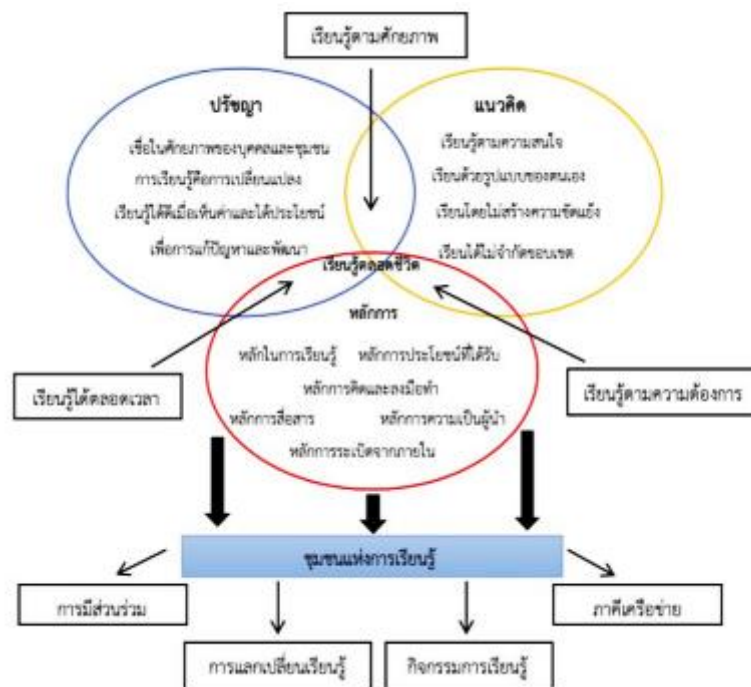 เรียนรู้ตามศักยภาพ
ปรัชญา
เชื่อในศักยภาพของบุคคลและชุมชน
การเรียนรู้คือการเปลี่ยนแปลง
เรียนรู้ได้ดีเมื่อเห็นค่าและได้ประโยชน์
เพื่อการแก้ปัญหาและพัฒนา
แนวคิด
เรียนรู้ตามความสนใจ
เรียนด้วยรูปแบบของตนเอง
เรียนโดยไม่สร้างความขัดแย้ง
เรียนได้ไม่จำกัดขอบเขต
เรียนรู้ตลอดชีวิต
หลักการ
หลักในการเรียนรู้ หลักการประโยชน์ที่ได้รับ
หลักการคิดและลงมือทำ
หลักการสื่อสาร หลักการความเป็นผู้นำ
หลักการระเบิดจากภายใน
เรียนรู้ได้ตลอดเวลา
เรียนรู้ตามความต้องการ
ชุมชนแห่งการเรียนรู้
การมีส่วนร่วม
ภาคีเครือข่าย
การแลกเปลี่ยนเรียนรู้
กิจกรรมการเรียนรู้